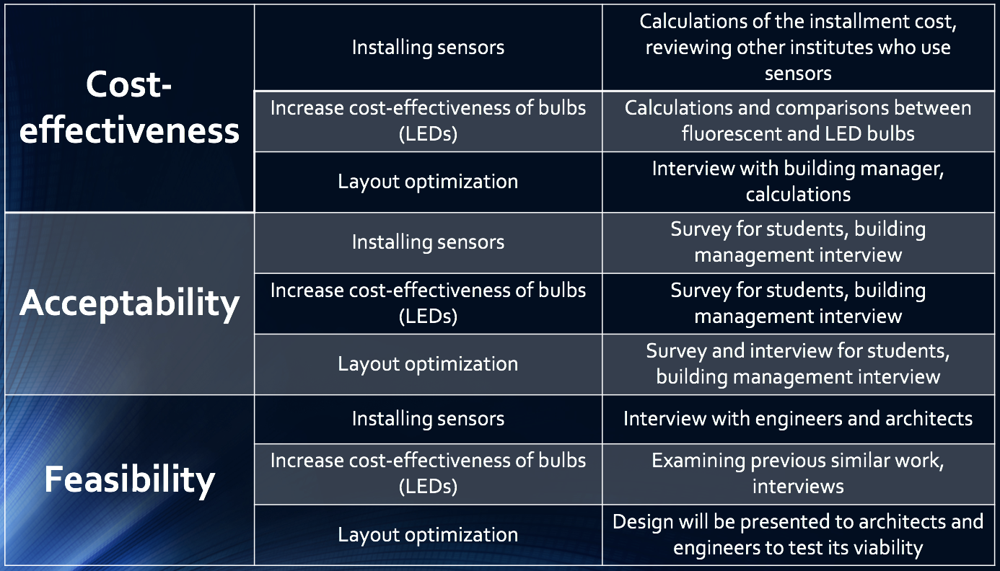 Cost-
effectiveness
Installing sensors
Calculations of the installment cost,
reviewing other institutes who use
sensors
Increase cost-effectiveness of bulbs
(LEDs)
Calculations and comparisons between
fluorescent and LED bulbs
Layout optimization
Interview with building manager,
calculations
Acceptability
Installing sensors
Survey for students, building
management interview
Increase cost-effectiveness of bulbs
(LEDs)
Survey for students, building
management interview
Layout optimization
Survey and interview for students,
building management interview
Feasibility
Installing sensors
Interview with engineers and architects
Increase cost-effectiveness of bulbs
(LEDs)
Examining previous similar work,
interviews
Layout optimization
Design will be presented to architects and
engineers to test its viability